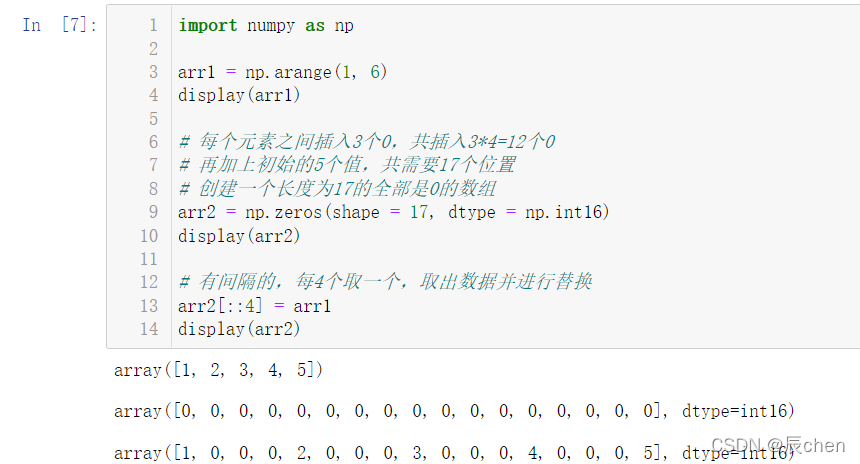 In [7]:
1 import numpy as np
2
3 arr1 = np.arange(1, 6)
4 display(arr1)
5
6 # 每个元素之间插入3个0，共插入3*4=12个0
7 # 再加上初始的5个值，共需要17个位置
8 # 创建一个长度为17的全部是0的数组
9 arr2 = np.zeros(shape = 17, dtype = np.int16)
10 display(arr2)
11
12 # 有间隔的，每4个取一个，取出数据并进行替换
13 arr2[::4] = arr1
14 display(arr2)
array([1, 2, 3, 4, 5])
array([0, 0, 0, 0, 0, 0, 0, 0, 0, 0, 0, 0, 0, 0, 0, 0, 0], dtype=int16)
array([1, 0, 0, 0, 2, 0, 0, 0, 3, 0, 0, 0, 4, 0, 0, 0, 5], dtype=int16)
CSDN @辰chen